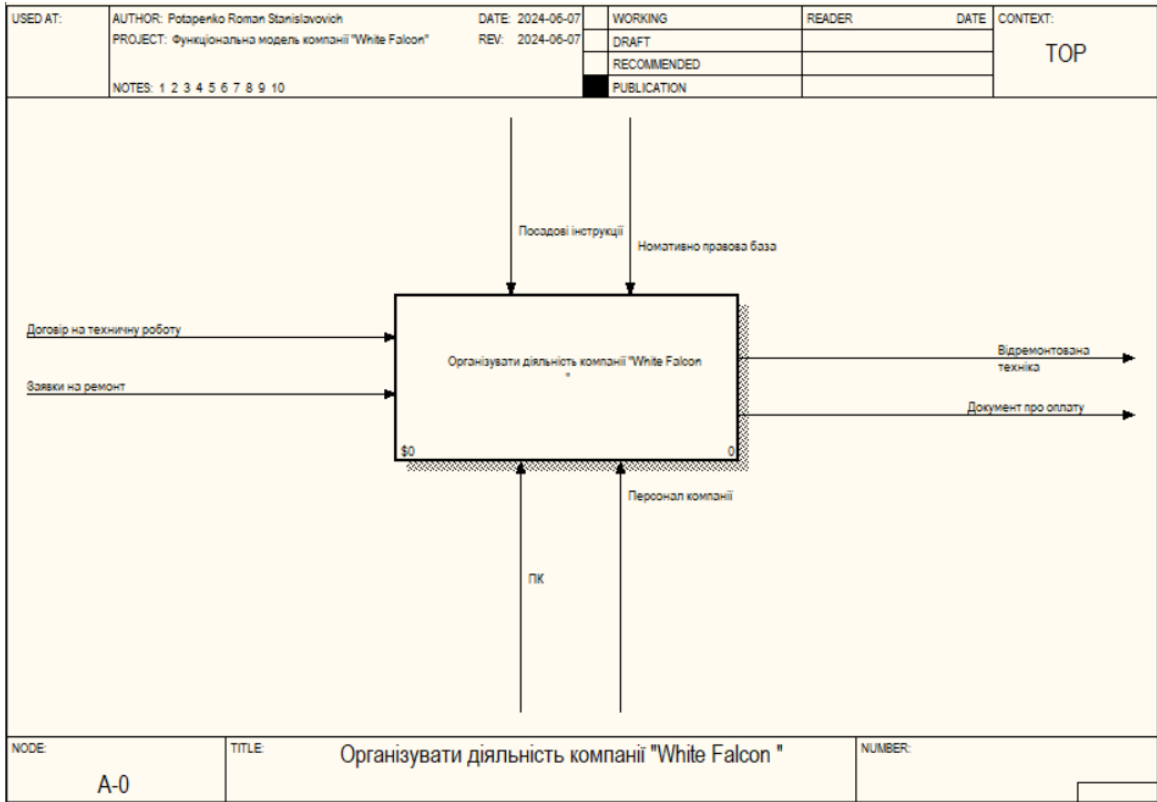 USED AT:
AUTHOR: Potapenko Roman Stanislavovich
DATE: 2024-06-07
PROJECT: Функціональна модель компанії "White Falcon"
REV: 2024-06-07
NOTES: 1 2 3 4 5 6 7 8 9 10
WORKING
DRAFT
RECOMMENDED
PUBLICATION
READER
DATE
CONTEXT:
TOP
Посадові інструкції
Номативно правова база
Договір на техничну роботу
Заявки на ремонт
Організувати діяльність компанії "White Falcon
"
$0
0
Відремонтована
техніка
Документ про оплату
Персонал компанії
ПК
NODE:
A-0
TITLE:
Організувати діяльність компанії "White Falcon "
NUMBER: